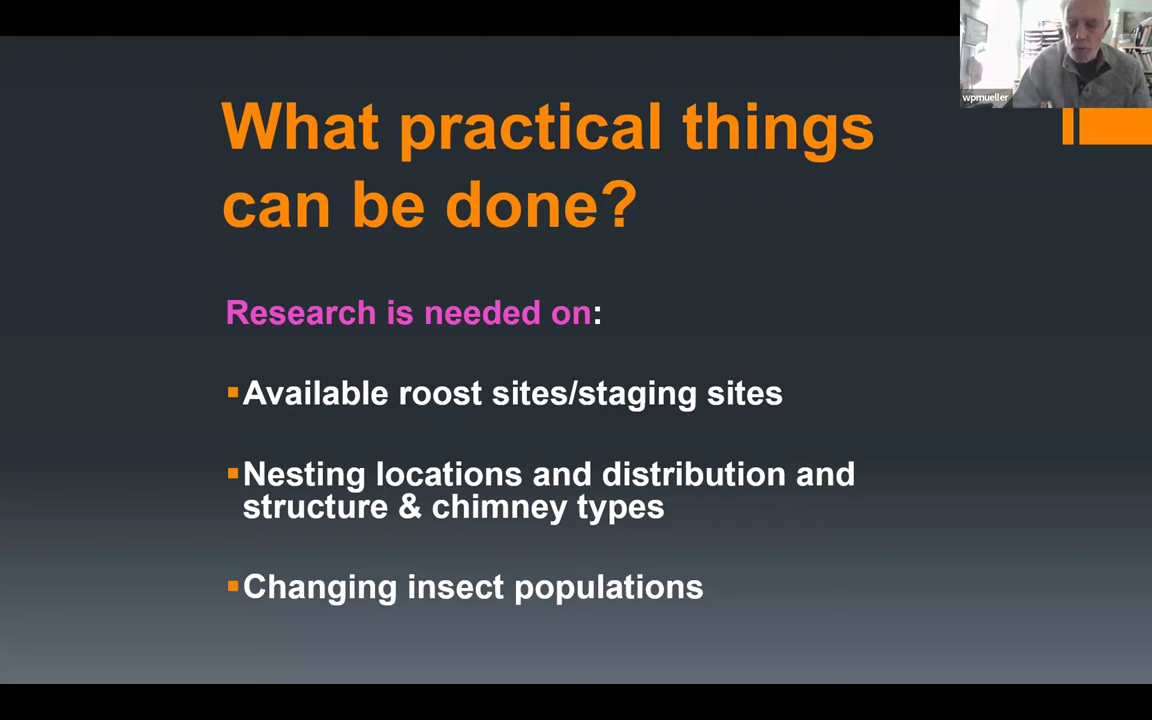 wpmueller
What practical things
can be done?
Research is needed on:
▪Available roost sites/staging sites
▪Nesting locations and distribution and
structure & chimney types
▪Changing insect populations